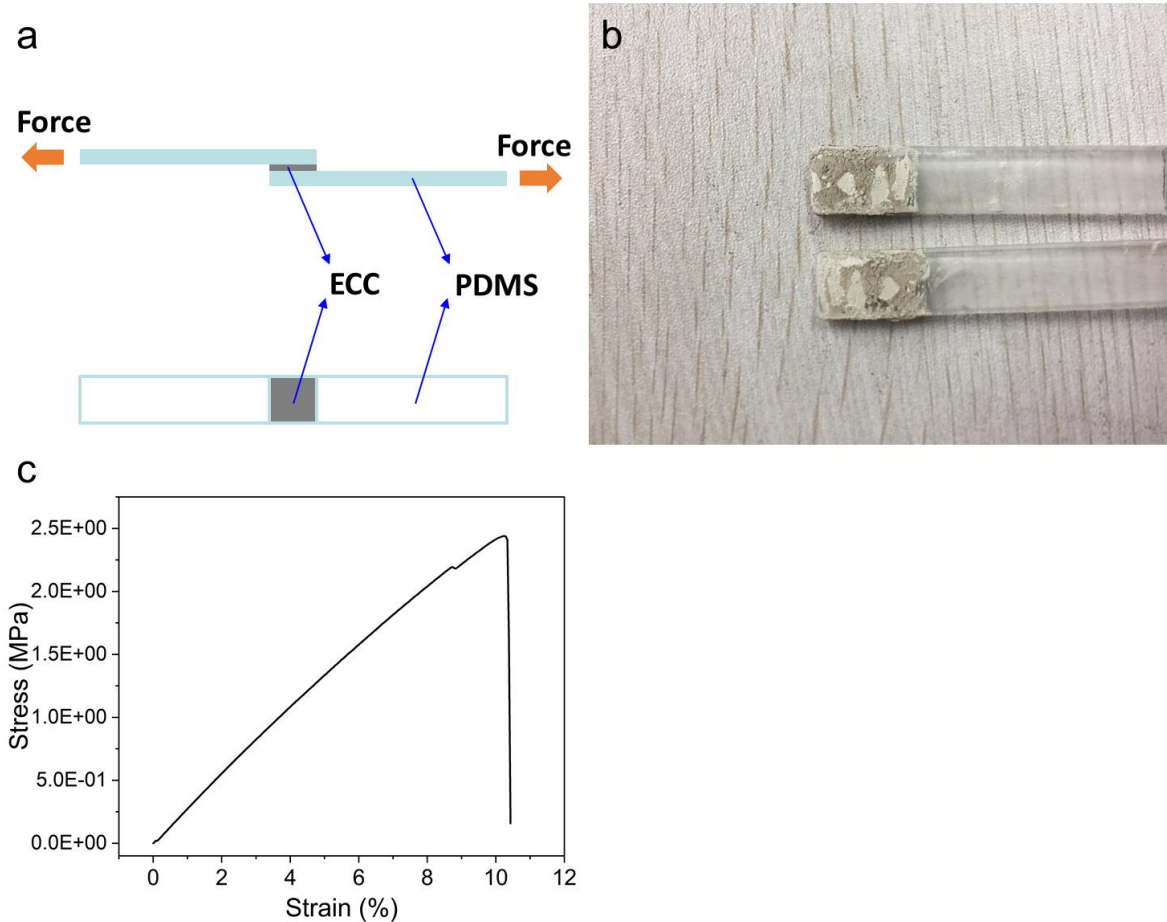 a
b
Force
Force
ECC
PDMS
c
Stress (MPa)
2.5E+00
2.0E+00
1.5E+00
1.0E+00
5.0E-01
0.0E+00
0
2
4
6
8
10
12
Strain (%)